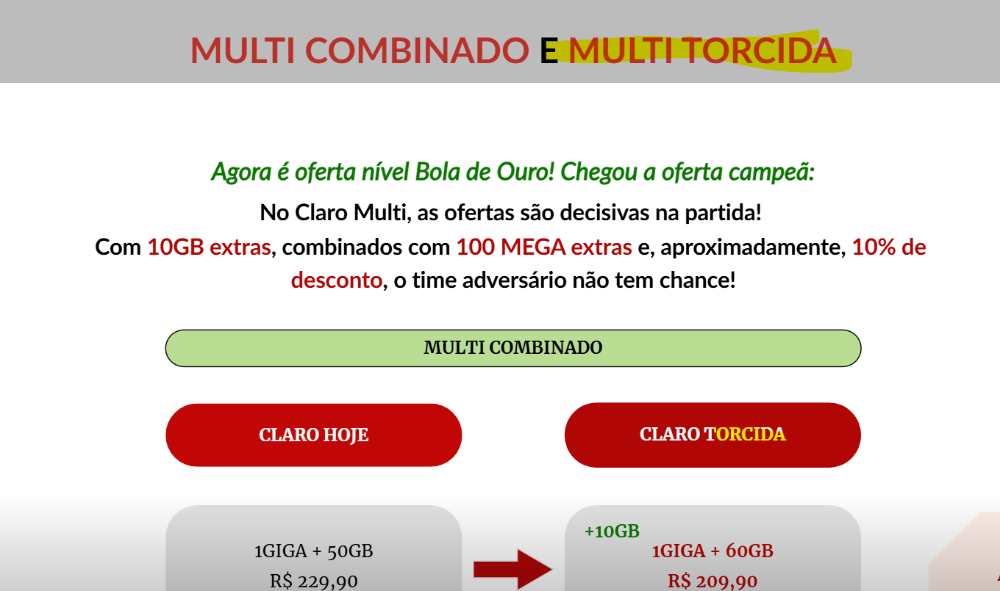 MULTI COMBINADO E MULTI TORCIDA
Agora é oferta nível Bola de Ouro! Chegou a oferta campeã:
No Claro Multi, as ofertas são decisivas na partida!
Com 10GB extras, combinados com 100 MEGA extras e, aproximadamente, 10% de
desconto, o time adversário não tem chance!
MULTI COMBINADO
CLARO HOJE
CLARO TORCIDA
1GIGA + 50GB
R$ 229,90
+10GB
1GIGA + 60GB
R$ 209,90